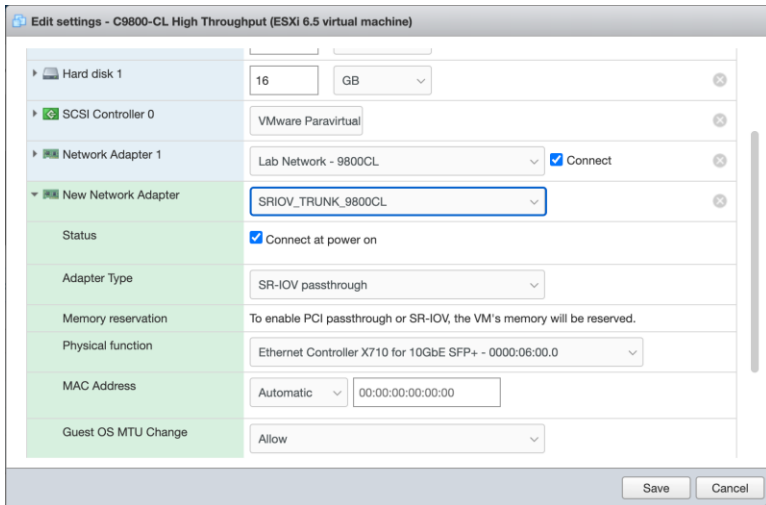 Edit settings - C9800-CL High Throughput (ESXi 6.5 virtual machine)
Hard disk 1
16
GB
SCSI Controller 0
VMware Paravirtual
Network Adapter 1
Lab Network - 9800CL
Connect
New Network Adapter
SRIOV_TRUNK_9800CL
Status
Connect at power on
Adapter Type
SR-IOV passthrough
Memory reservation
To enable PCI passthrough or SR-IOV, the VM's memory will be reserved.
Physical function
Ethernet Controller X710 for 10GbE SFP+ - 0000:06:00.0
MAC Address
Automatic
00:00:00:00:00:00
Guest OS MTU Change
Allow
Save
Cancel